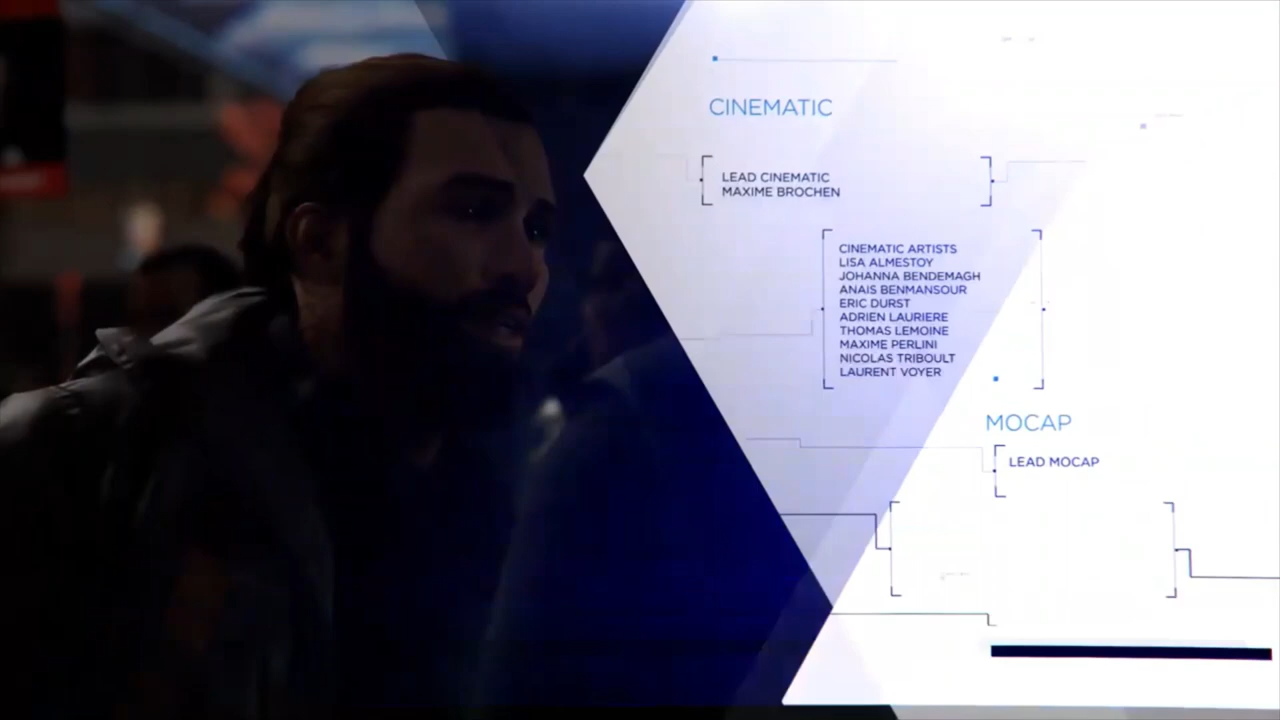 CINEMATIC
LEAD CINEMATIC
MAXIME BROCHEN
CINEMATIC ARTISTS
LISA ALMESTOY
JOHANNA BENDEMAGH
ANAIS BENMANSOUR
ERIC DURST
ADRIEN LAURIERE
THOMAS LEMOINE
MAXIME PERLINI
NICOLAS TRIBOULT
LAURENT VOYER
MOCAP
LEAD MOCAP